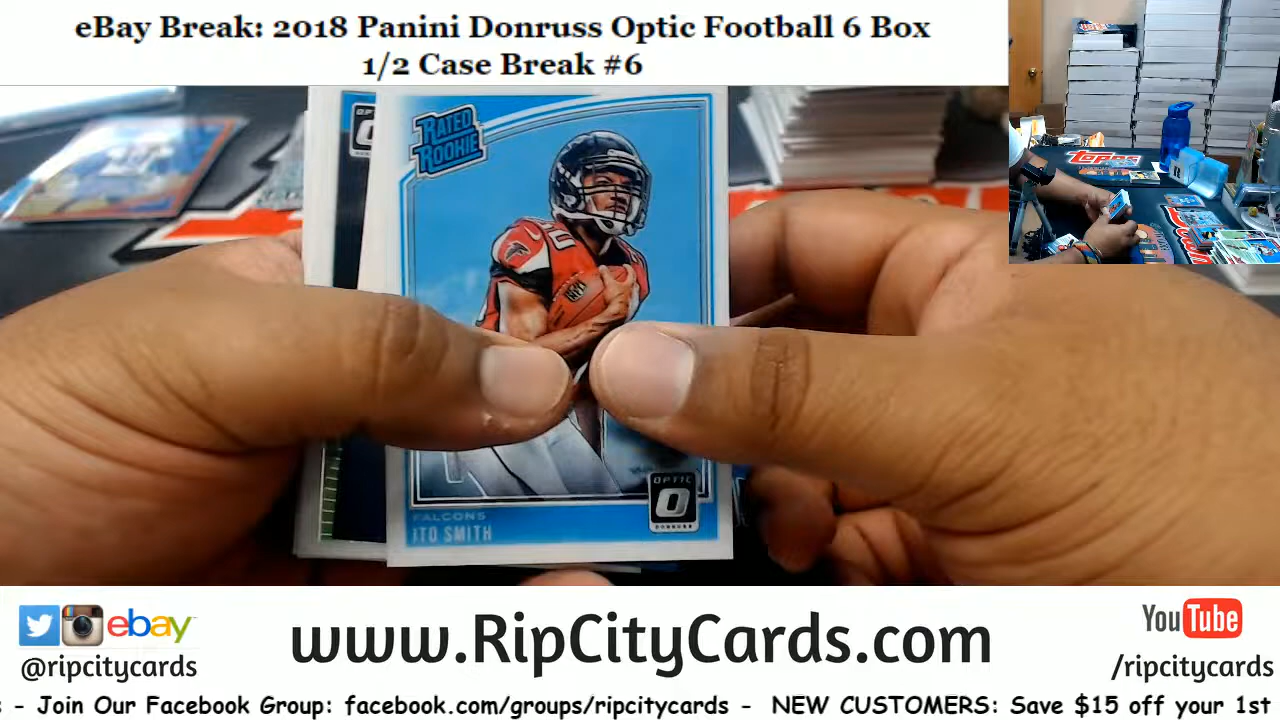 eBay Break: 2018 Panini Donruss Optic Football 6 Box
1/2 Case Break #6
RATED
ROOKIE
OPTIC
DONRUSS
FALCONS
ITO SMITH
Topps
ebay
@ripcitycards
www.RipCityCards.com
YouTube
/ripcitycards
- Join Our Facebook Group: facebook.com/groups/ripcitycards - NEW CUSTOMERS: Save $15 off your 1st